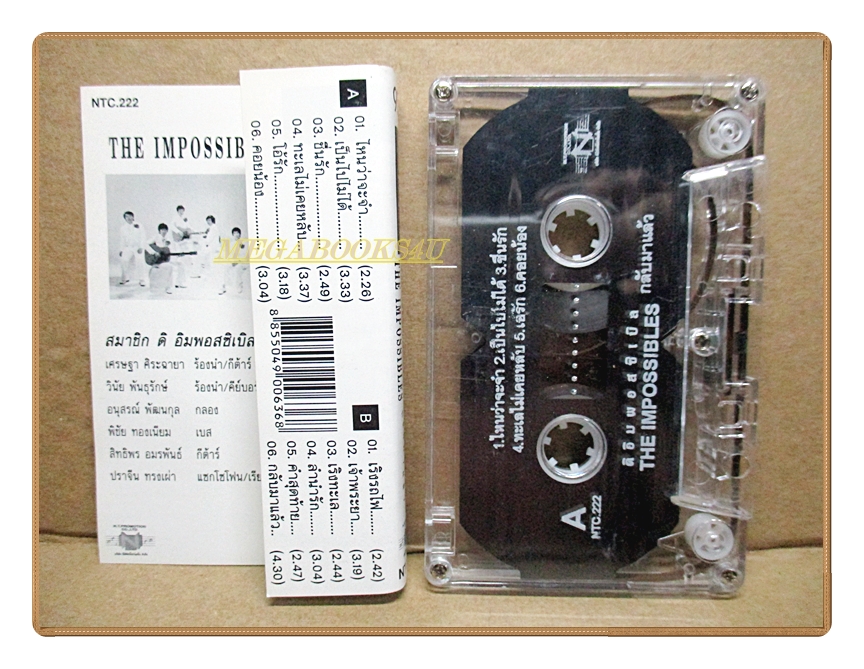 NTC.222
THE IMPOSSIB
สมาชิก ดิ อิมพอสซิเบิล
เศรษฐา ศิระฉายา ร้องนำ/กีต้าร์
วินัย พันธุรักษ์ ร้องนำ/คีย์บอร์
อนุสรณ์ พัฒนกุล กลอง
พิชัย ทองเนียม เบส
สิทธิพร อมรพันธ์ กีต้าร์
ปราจีน ทรงเผ่า แซกโซโฟน/เรีย
A
01. ไหนว่าจะจำ...... (2.26)
02. เป็นไปไม่ได้...... (3.33)
03. ชื่นรัก...... (2.49)
04. ทะเลไม่เคยหลับ.. (3.37)
05. โอ้รัก...... (3.18)
06. คอยน้อง...... (3.04)
8 855049 006368
B
01. เริงรถไฟ...... (2.42)
02. เจ้าพระยา.... (3.19)
03. เริงทะเล...... (2.44)
04. ลำนำรัก...... (3.04)
05. คำสุดท้าย.... (2.47)
06. กลับมาแล้ว.. (4.30)
THE IMPOSSIBLES
MEGABOOKS4U
N
1.ไหนว่าจะจำ 2.เป็นไปไม่ได้ 3.ชื่นรัก
4.ทะเลไม่เคยหลับ 5.เธอรัก 6.คอยน้อง
ดิอิมพอสซิเบิล
THE IMPOSSIBLES กลับมาแล้ว
A
NTC.222